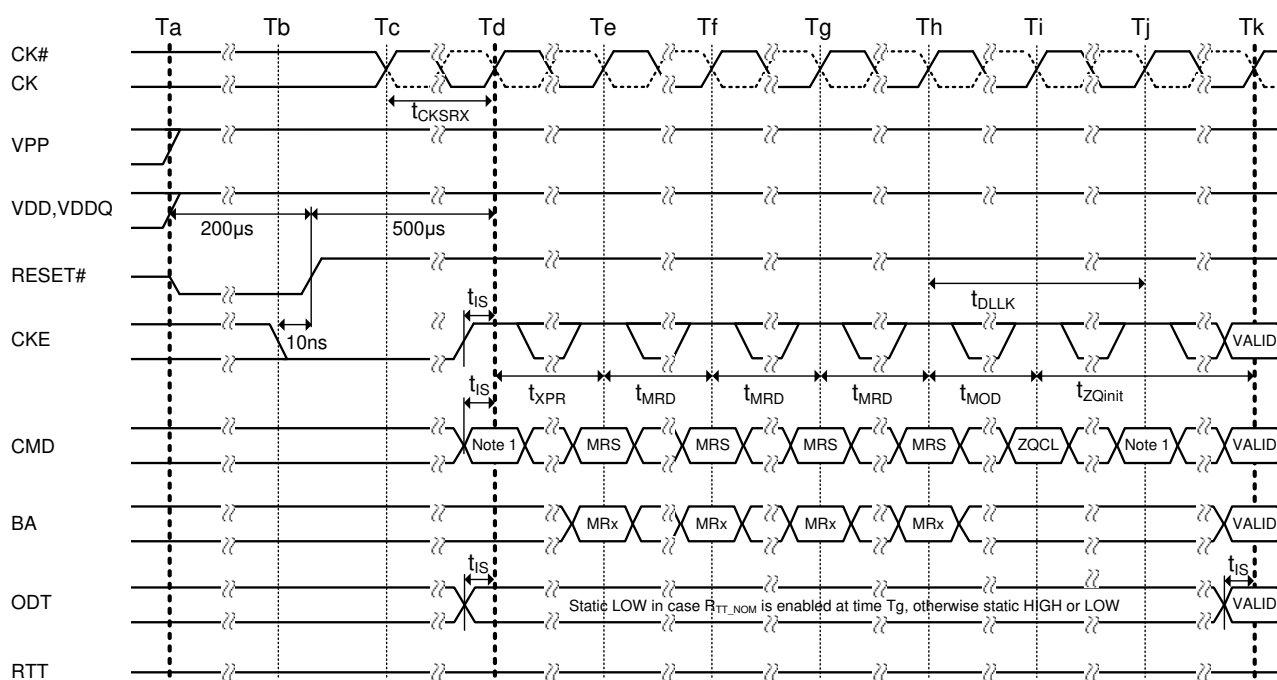 Ta Tb Tc Td Te Tf Tg Th Ti Tj Tk
CK#
CK
tCKSRX
VPP
VDD,VDDQ
200µs 500µs
RESET#
tIS tDLLK
CKE 10ns VALID
tIS tXPR tMRD tMRD tMRD tMOD tZQinit
CMD Note 1 MRS MRS MRS MRS ZQCL Note 1 VALID
BA MRx MRx MRx MRx VALID
tIS tIS
ODT Static LOW in case RTT_NOM is enabled at time Tg, otherwise static HIGH or LOW VALID
RTT